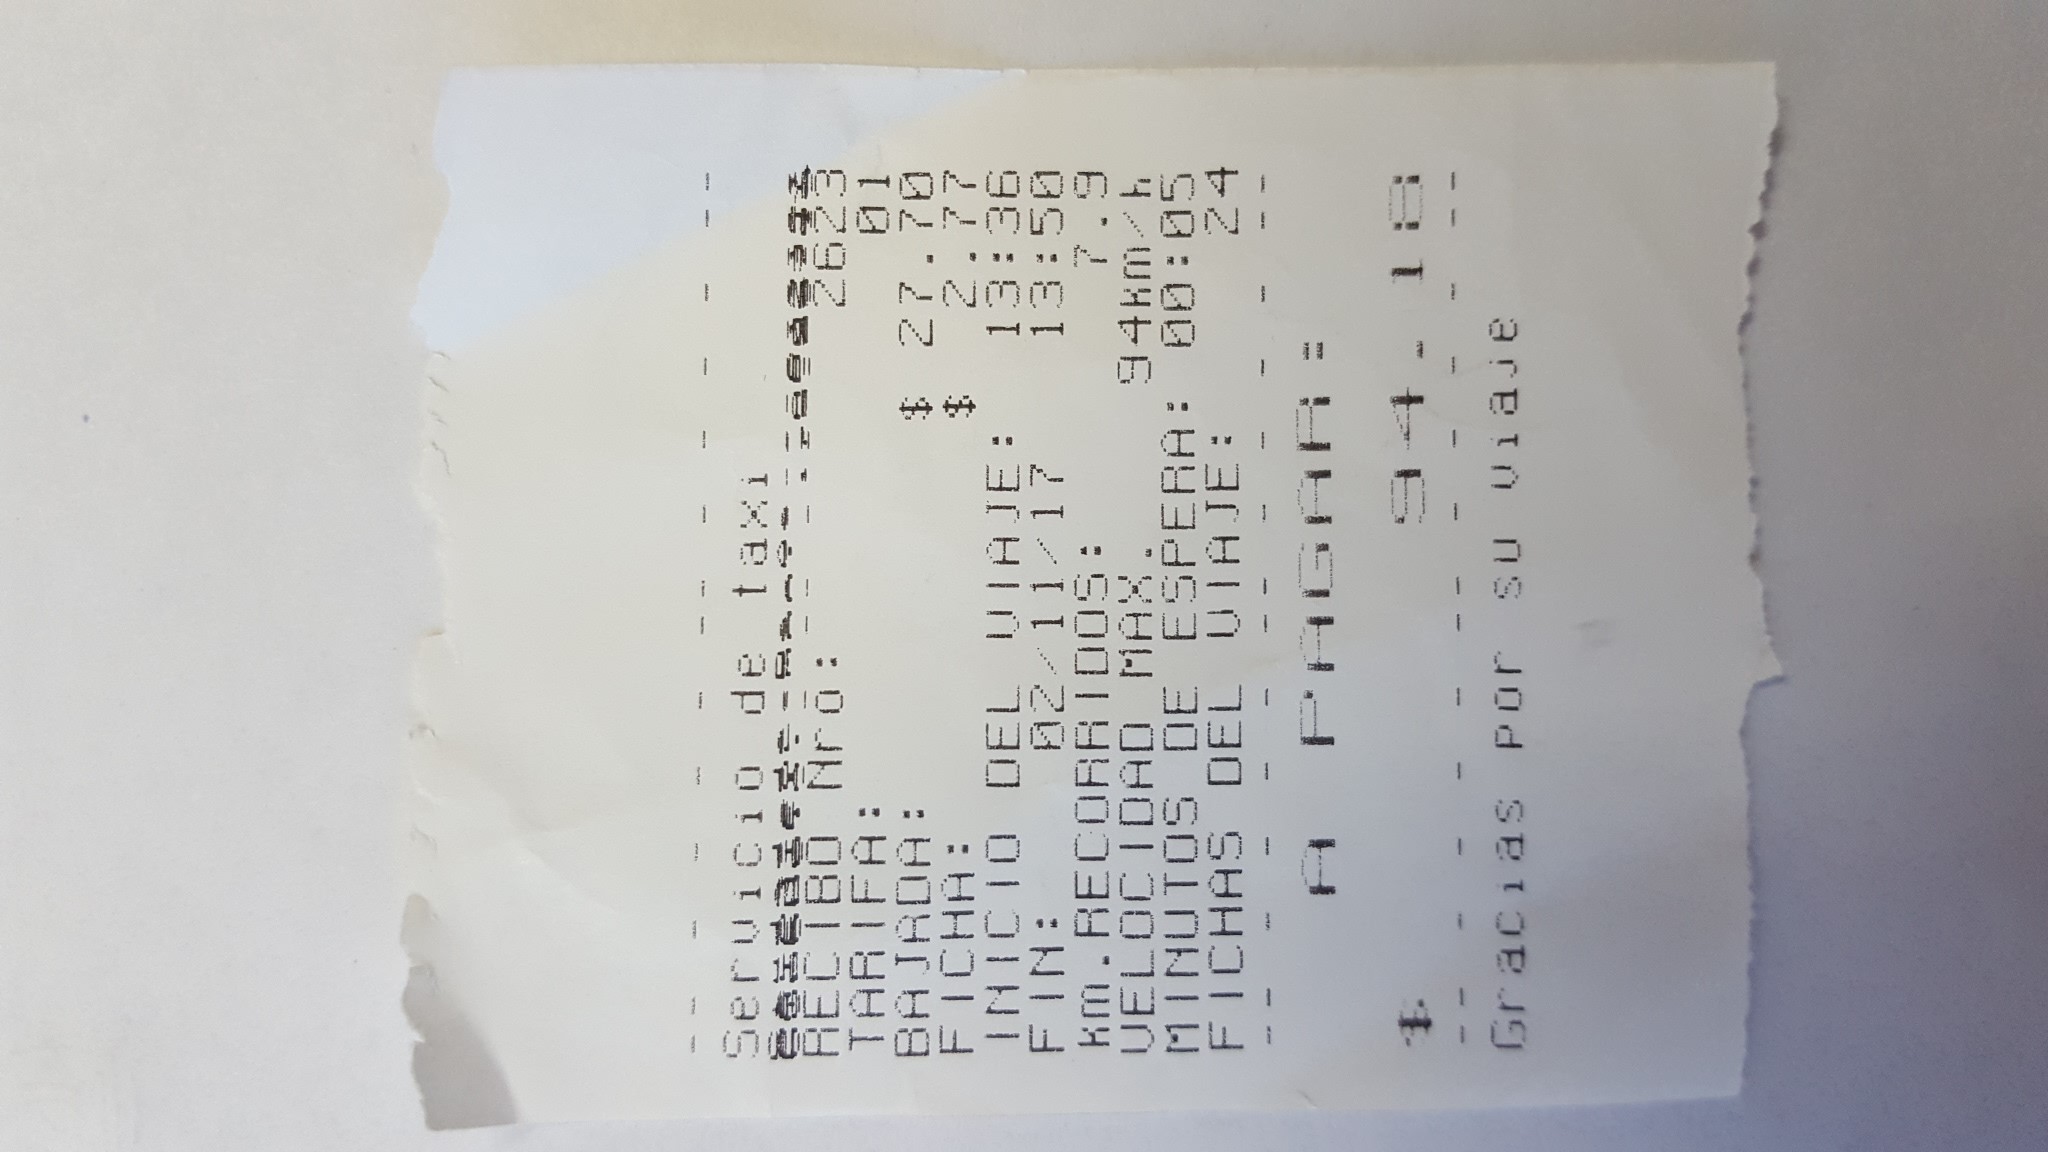 Servicio de taxi
RECIBO Nro: 2623
TARIFA: 01
BAJADA: $ 27.70
FICHA: $ 2.77
INICIO DEL VIAJE: 13:36
FIN: 02/11/17 13:50
km.RECORRIDOS: 7.9
VELOCIDAD MAX. 94km/h
MINUTOS DE ESPERA: 00:05
FICHAS DEL VIAJE: 24
A PAGAR:
$ 94.18
Gracias por su viaje